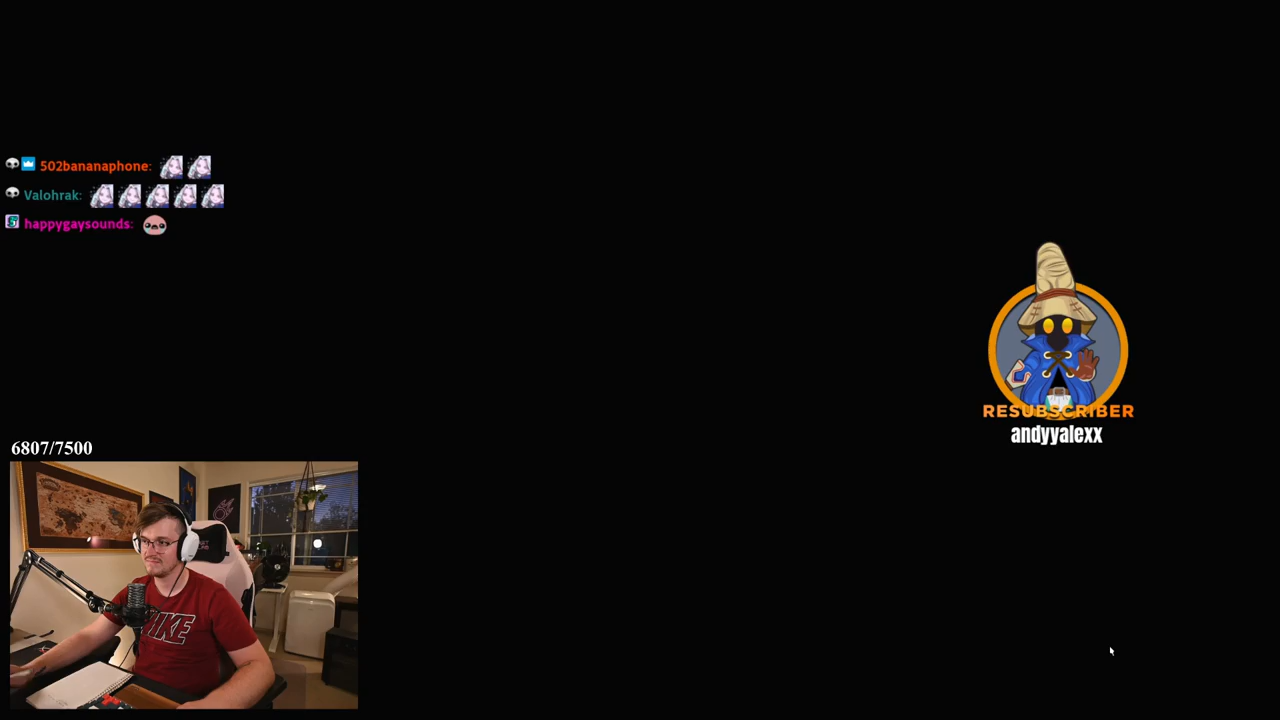 502bananaphone:
Valohrak:
happygaysounds:
RESUBSCRIBER
andyyalexx
6807/7500
NIKE